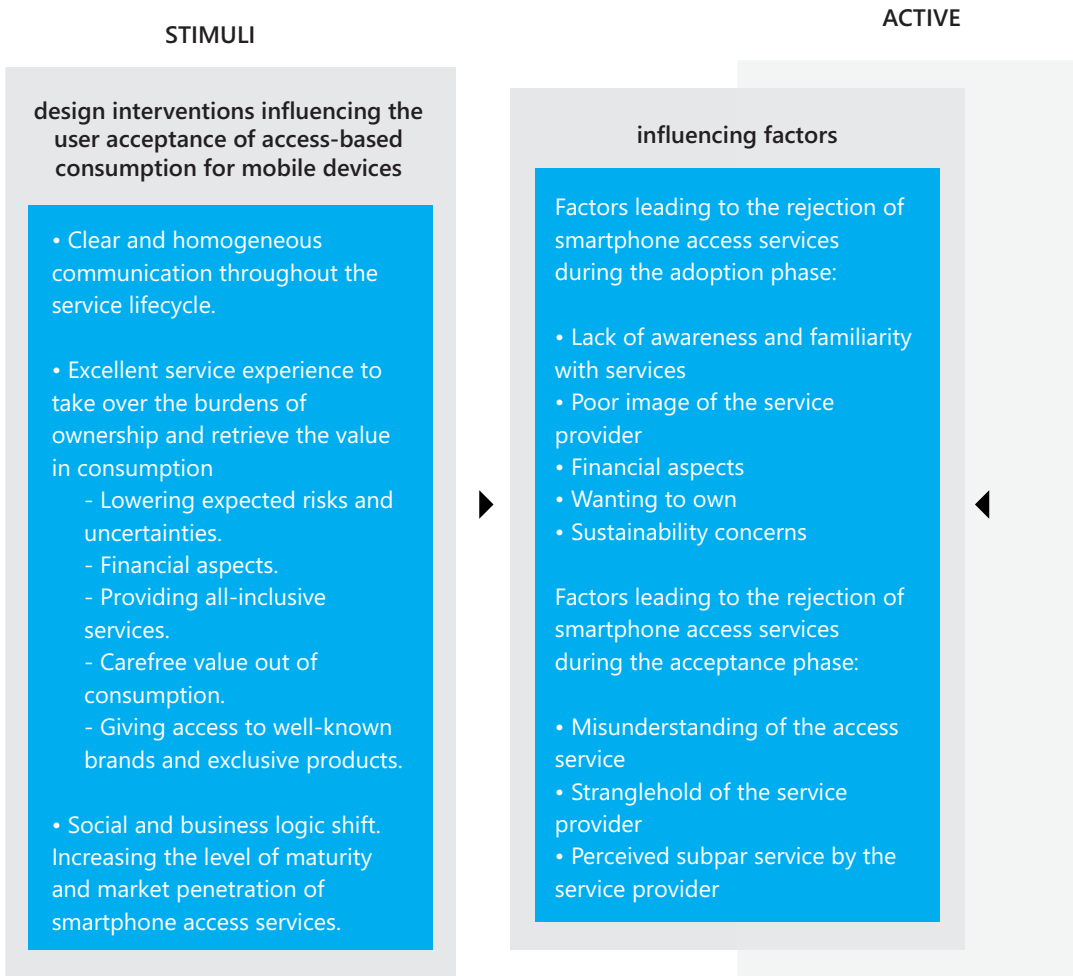 STIMULI
design interventions influencing the
user acceptance of access-based
consumption for mobile devices
• Clear and homogeneous
communication throughout the
service lifecycle.
• Excellent service experience to
take over the burdens of
ownership and retrieve the value
in consumption
- Lowering expected risks and
uncertainties.
- Financial aspects.
- Providing all-inclusive
services.
- Carefree value out of
consumption.
- Giving access to well-known
brands and exclusive products.
• Social and business logic shift.
Increasing the level of maturity
and market penetration of
smartphone access services.
ACTIVE
influencing factors
Factors leading to the rejection of
smartphone access services
during the adoption phase:
• Lack of awareness and familiarity
with services
• Poor image of the service
provider
• Financial aspects
• Wanting to own
• Sustainability concerns
Factors leading to the rejection of
smartphone access services
during the acceptance phase:
• Misunderstanding of the access
service
• Stranglehold of the service
provider
• Perceived subpar service by the
service provider